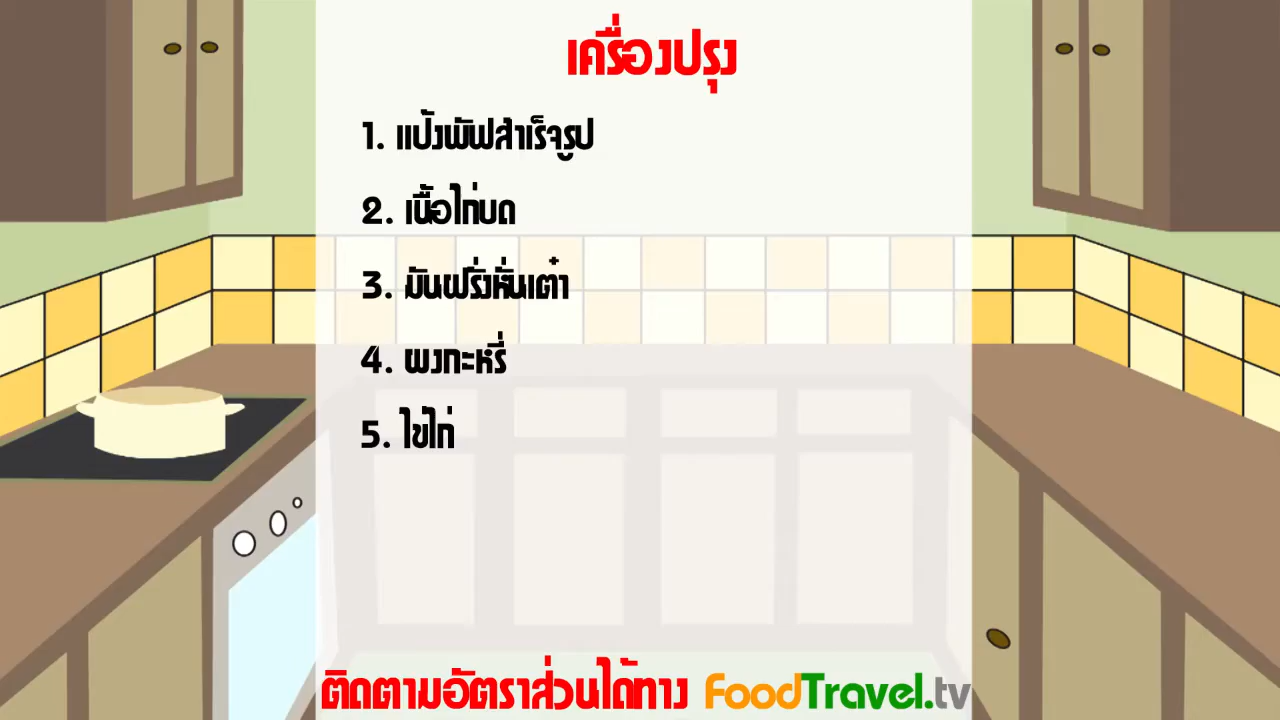 เครื่องปรุง
1. แป้งพัฟสำเร็จรูป
2. เนื้อไก่บด
3. มันฝรั่งหั่นเต๋า
4. ผงกะหรี่
5. ไข่ไก่
ติดตามอัตราส่วนได้ทาง FoodTravel.tv